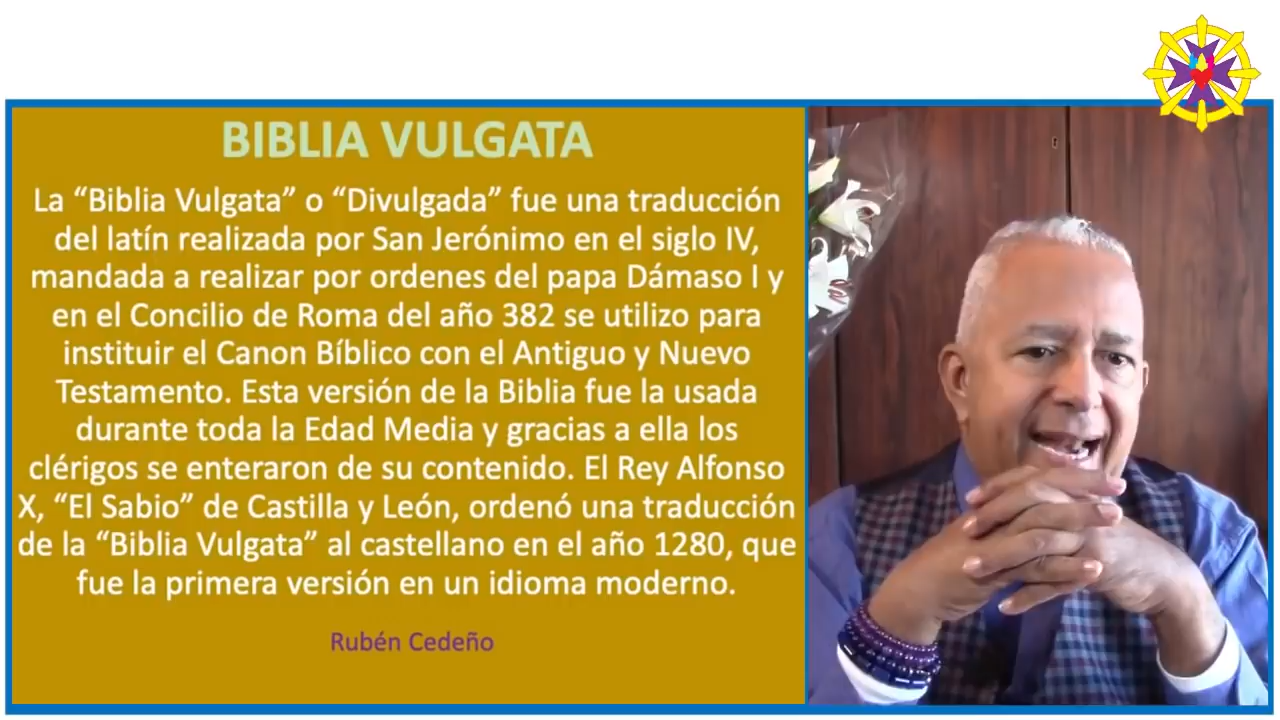 BIBLIA VULGATA
La “Biblia Vulgata” o “Divulgada” fue una traducción
del latín realizada por San Jerónimo en el siglo IV,
mandada a realizar por ordenes del papa Dámaso I y
en el Concilio de Roma del año 382 se utilizo para
instituir el Canon Bíblico con el Antiguo y Nuevo
Testamento. Esta versión de la Biblia fue la usada
durante toda la Edad Media y gracias a ella los
clérigos se enteraron de su contenido. El Rey Alfonso
X, “El Sabio” de Castilla y León, ordenó una traducción
de la “Biblia Vulgata” al castellano en el año 1280, que
fue la primera versión en un idioma moderno.
Rubén Cedeño